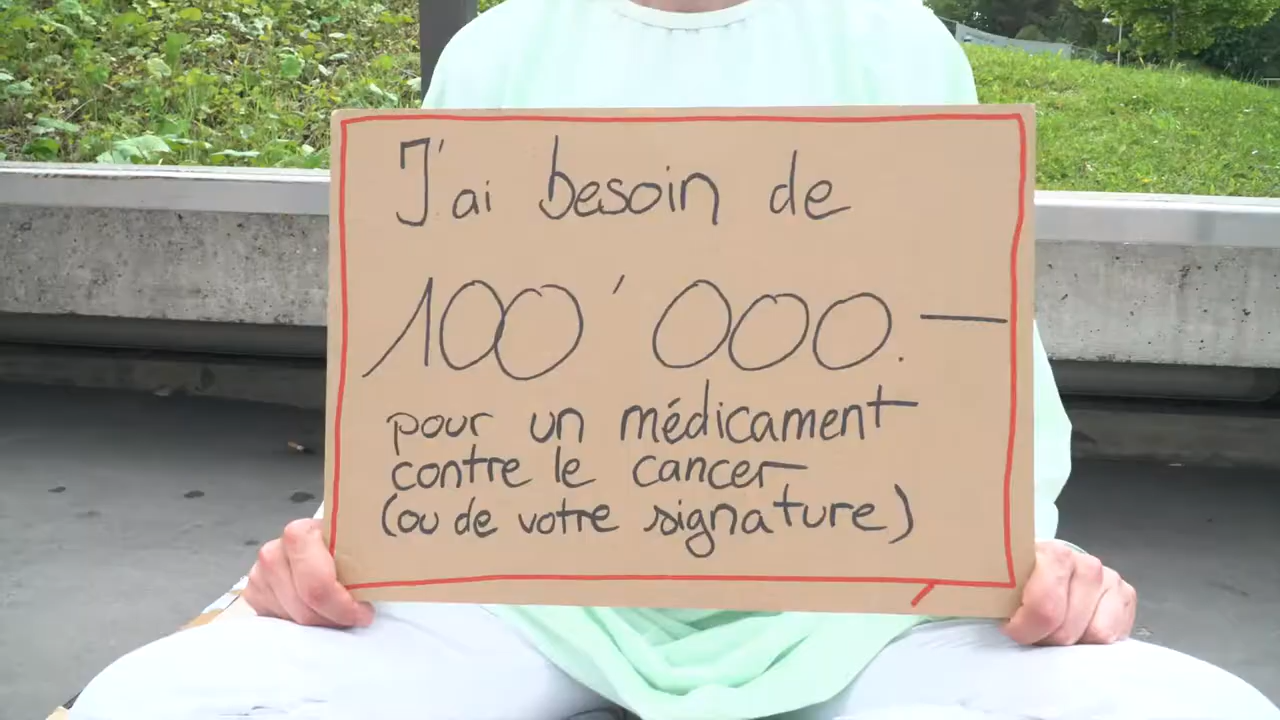 J'ai besoin de
100'000.—
pour un médicament
contre le cancer
(ou de votre signature)